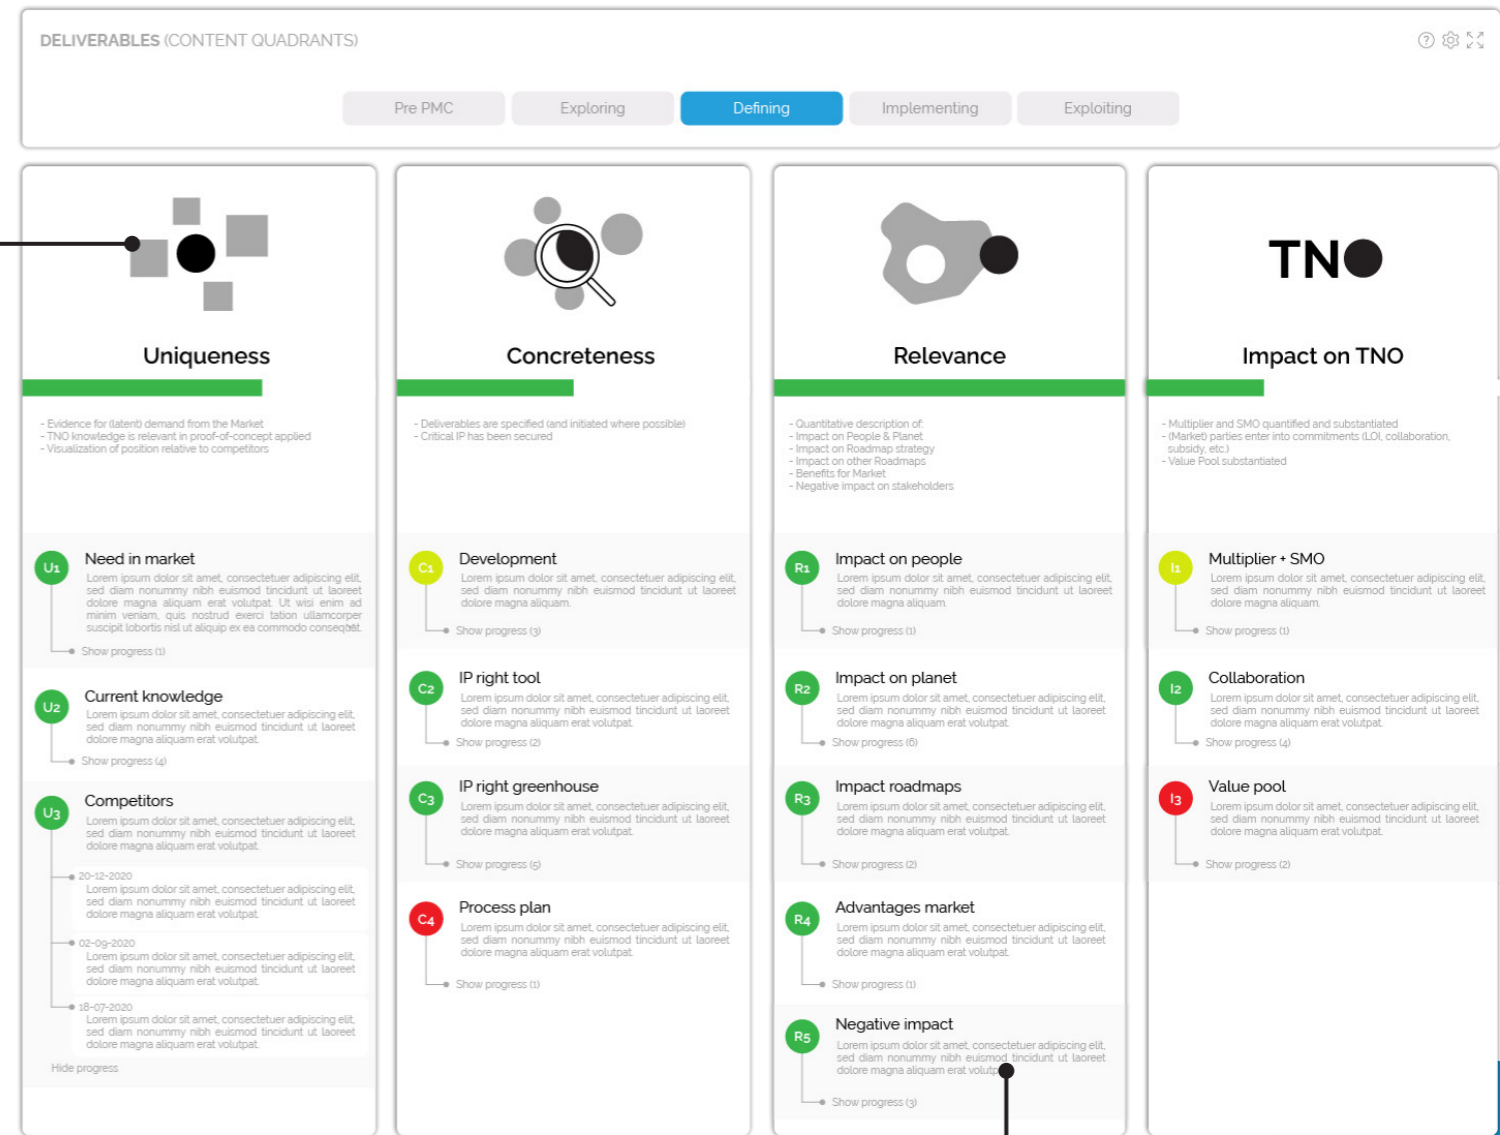 DELIVERABLES (CONTENT QUADRANTS)
Pre PMC
Exploring
Defining
Implementing
Exploiting
Uniqueness
- Evidence for (latent) demand from the Market
- TNO knowledge is relevant in proof-of-concept applied
- Visualization of position relative to competitors
U1
Need in market
Lorem ipsum dolor sit amet, consectetuer adipiscing elit,
sed diam nonummy nibh euismod tincidunt ut laoreet
dolore magna aliquam erat volutpat. Ut wisi enim ad
minim veniam, quis nostrud exerci tation ullamcorper
suscipit lobortis nisl ut aliquip ex ea commodo consequat.
Show progress (1)
U2
Current knowledge
Lorem ipsum dolor sit amet, consectetuer adipiscing elit,
sed diam nonummy nibh euismod tincidunt ut laoreet
dolore magna aliquam erat volutpat.
Show progress (4)
U3
Competitors
Lorem ipsum dolor sit amet, consectetuer adipiscing elit,
sed diam nonummy nibh euismod tincidunt ut laoreet
dolore magna aliquam erat volutpat.
20-12-2020
Lorem ipsum dolor sit amet, consectetuer adipiscing elit,
sed diam nonummy nibh euismod tincidunt ut laoreet
dolore magna aliquam erat volutpat.
02-09-2020
Lorem ipsum dolor sit amet, consectetuer adipiscing elit,
sed diam nonummy nibh euismod tincidunt ut laoreet
dolore magna aliquam erat volutpat.
18-07-2020
Lorem ipsum dolor sit amet, consectetuer adipiscing elit,
sed diam nonummy nibh euismod tincidunt ut laoreet
dolore magna aliquam erat volutpat.
Hide progress
Concreteness
- Deliverables are specified (and initiated where possible)
- Critical IP has been secured
C1
Development
Lorem ipsum dolor sit amet, consectetuer adipiscing elit,
sed diam nonummy nibh euismod tincidunt ut laoreet
dolore magna aliquam.
Show progress (3)
C2
IP right tool
Lorem ipsum dolor sit amet, consectetuer adipiscing elit,
sed diam nonummy nibh euismod tincidunt ut laoreet
dolore magna aliquam erat volutpat.
Show progress (2)
C3
IP right greenhouse
Lorem ipsum dolor sit amet, consectetuer adipiscing elit,
sed diam nonummy nibh euismod tincidunt ut laoreet
dolore magna aliquam erat volutpat.
Show progress (5)
C4
Process plan
Lorem ipsum dolor sit amet, consectetuer adipiscing elit,
sed diam nonummy nibh euismod tincidunt ut laoreet
dolore magna aliquam erat volutpat.
Show progress (1)
Relevance
- Quantitative description of:
- Impact on People & Planet
- Impact on Roadmap strategy
- Impact on other Roadmaps
- Benefits for Market
- Negative impact on stakeholders
R1
Impact on people
Lorem ipsum dolor sit amet, consectetuer adipiscing elit,
sed diam nonummy nibh euismod tincidunt ut laoreet
dolore magna aliquam.
Show progress (1)
R2
Impact on planet
Lorem ipsum dolor sit amet, consectetuer adipiscing elit,
sed diam nonummy nibh euismod tincidunt ut laoreet
dolore magna aliquam erat volutpat.
Show progress (6)
R3
Impact roadmaps
Lorem ipsum dolor sit amet, consectetuer adipiscing elit,
sed diam nonummy nibh euismod tincidunt ut laoreet
dolore magna aliquam erat volutpat.
Show progress (2)
R4
Advantages market
Lorem ipsum dolor sit amet, consectetuer adipiscing elit,
sed diam nonummy nibh euismod tincidunt ut laoreet
dolore magna aliquam erat volutpat.
Show progress (1)
R5
Negative impact
Lorem ipsum dolor sit amet, consectetuer adipiscing elit,
sed diam nonummy nibh euismod tincidunt ut laoreet
dolore magna aliquam erat volutp
Show progress (3)
TNO
Impact on TNO
- Multiplier and SMO quantified and substantiated
- (Market) parties enter into commitments (LOI, collaboration,
subsidy, etc.)
- Value Pool substantiated
I1
Multiplier + SMO
Lorem ipsum dolor sit amet, consectetuer adipiscing elit,
sed diam nonummy nibh euismod tincidunt ut laoreet
dolore magna aliquam.
Show progress (1)
I2
Collaboration
Lorem ipsum dolor sit amet, consectetuer adipiscing elit,
sed diam nonummy nibh euismod tincidunt ut laoreet
dolore magna aliquam erat volutpat.
Show progress (4)
I3
Value pool
Lorem ipsum dolor sit amet, consectetuer adipiscing elit,
sed diam nonummy nibh euismod tincidunt ut laoreet
dolore magna aliquam erat volutpat.
Show progress (2)